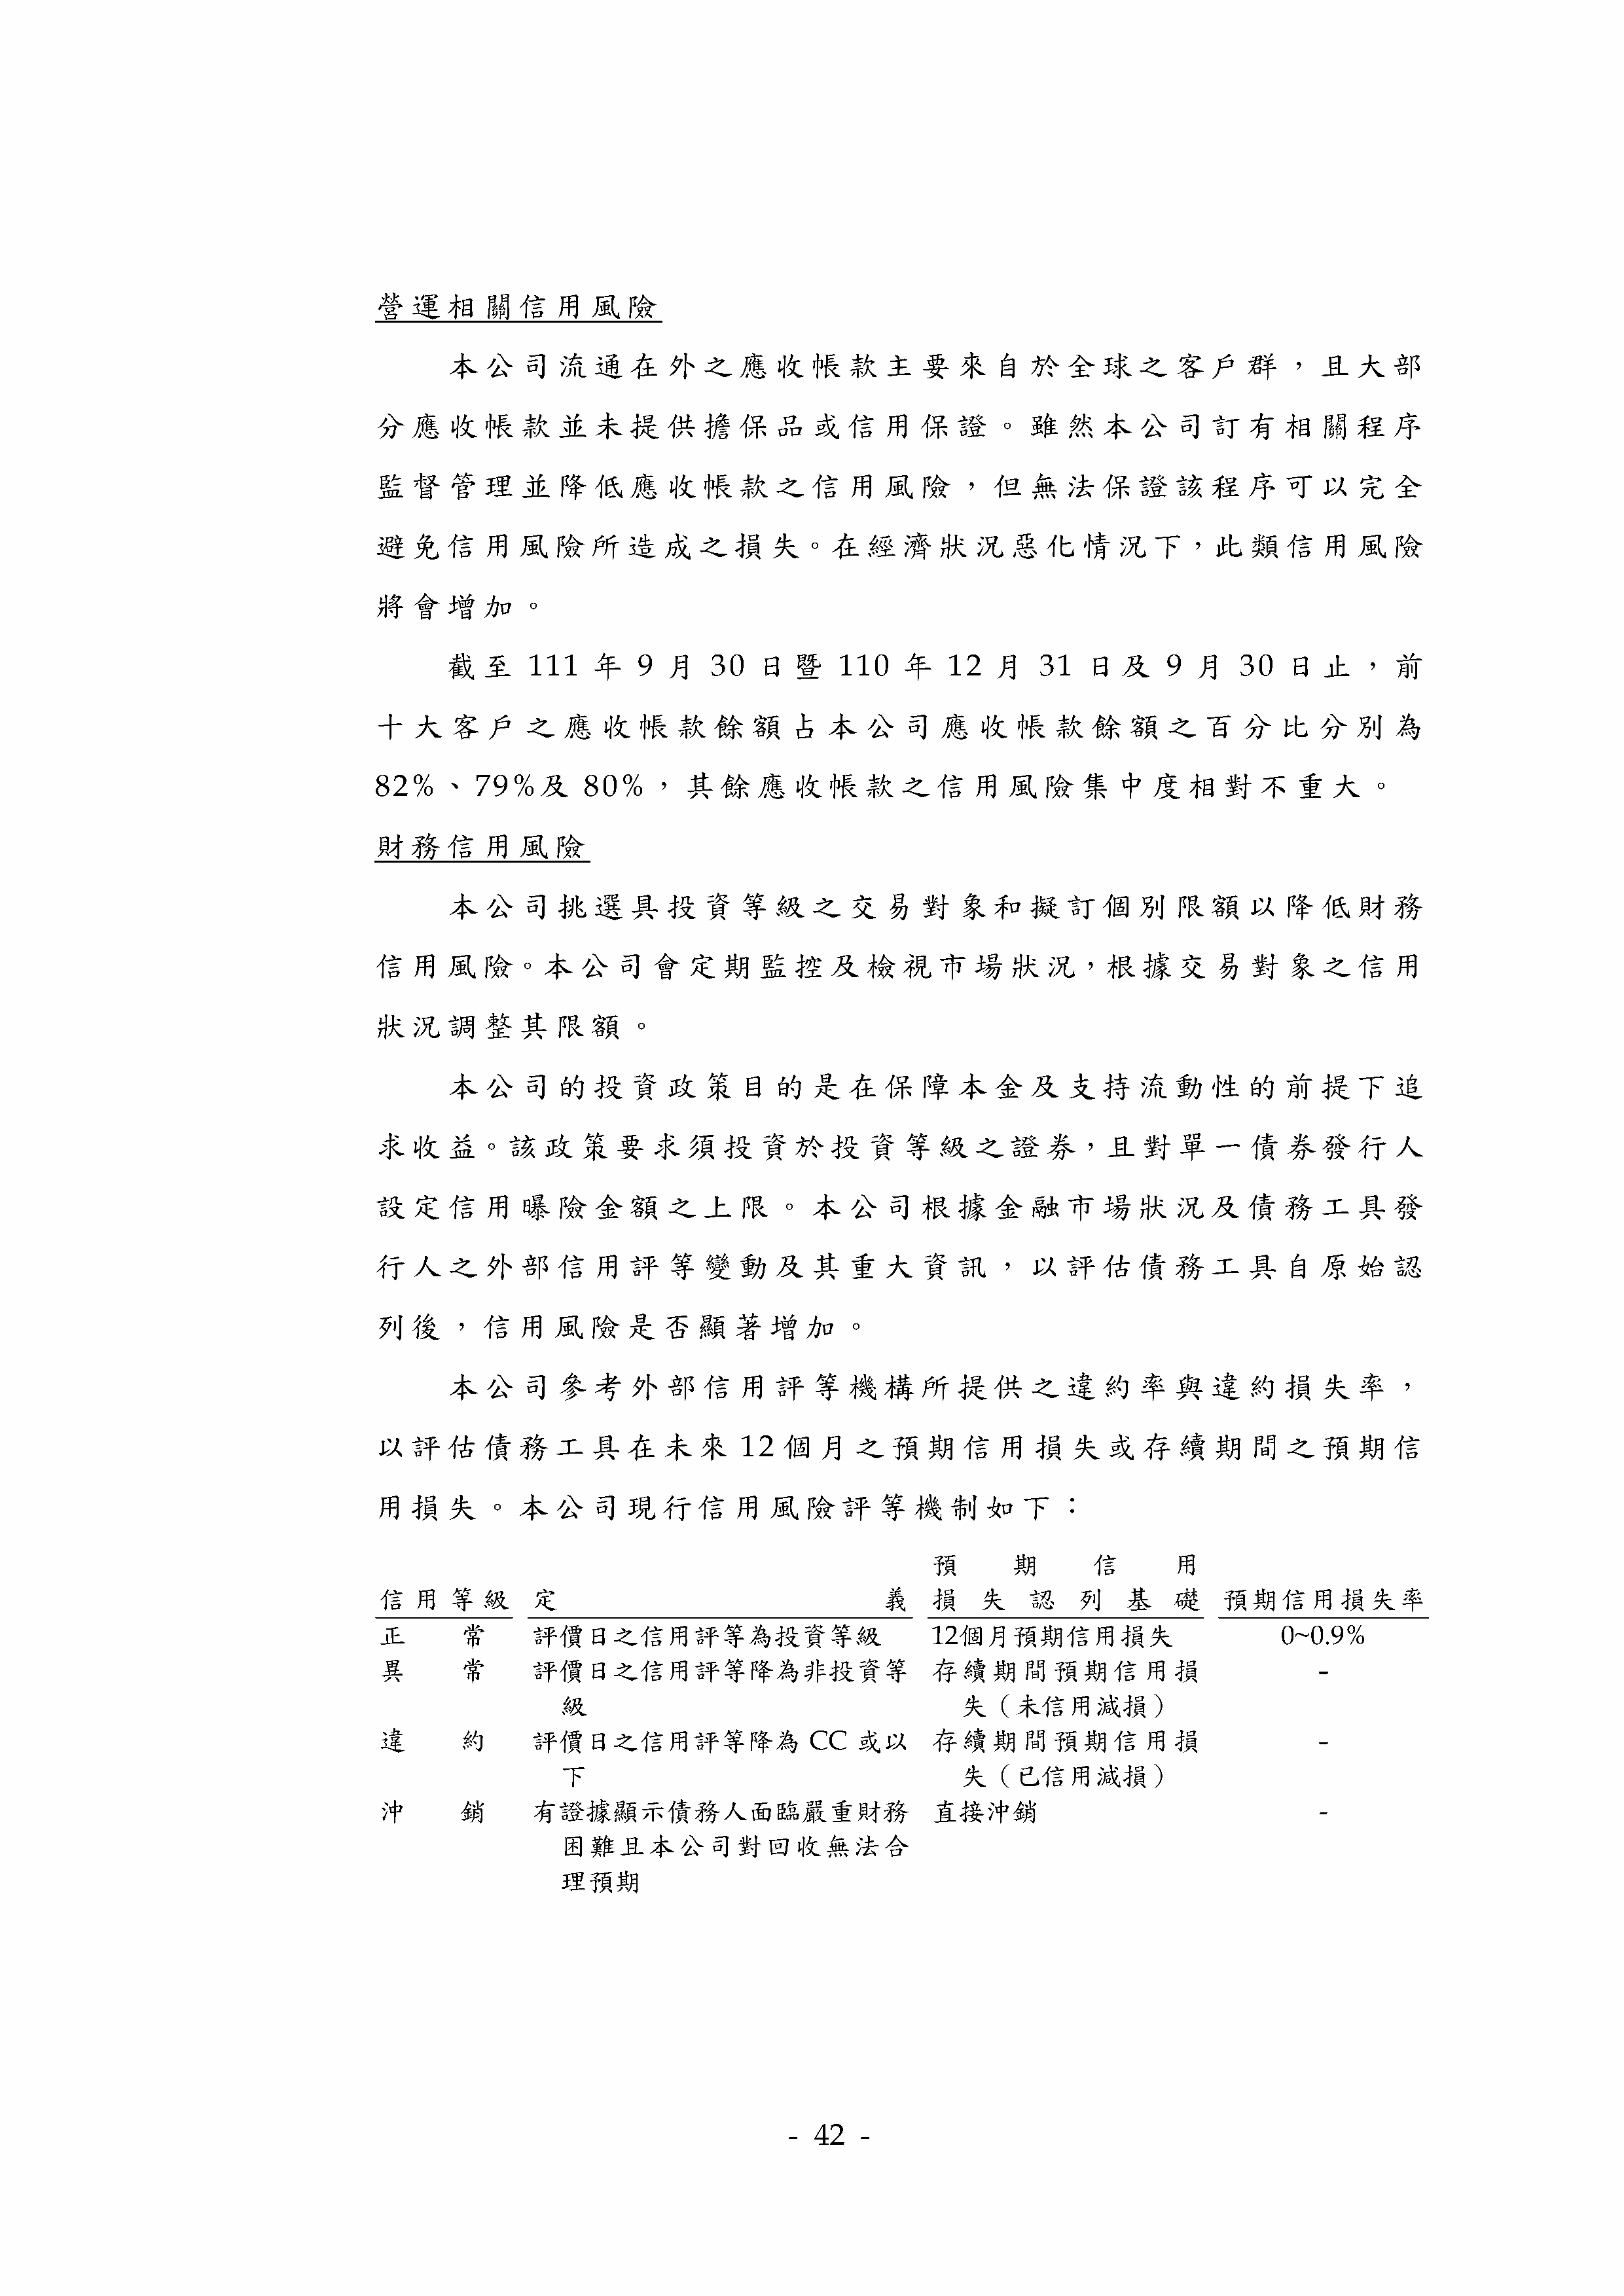 營運相關信用風險
本公司流通在外之應收帳款主要來自於全球之客戶群，且大部
分應收帳款並未提供擔保品或信用保證。雖然本公司訂有相關程序
監督管理並降低應收帳款之信用風險，但無法保證該程序可以完全
避免信用風險所造成之損失。在經濟狀況惡化情況下，此類信用風險
將會增加。
截至 111 年 9 月 30 日暨 110 年 12 月 31 日及 9 月 30 日止，前
十大客戶之應收帳款餘額占本公司應收帳款餘額之百分比分別為
82%、79%及 80%，其餘應收帳款之信用風險集中度相對不重大。
財務信用風險
本公司挑選具投資等級之交易對象和擬訂個別限額以降低財務
信用風險。本公司會定期監控及檢視市場狀況，根據交易對象之信用
狀況調整其限額。
本公司的投資政策目的是在保障本金及支持流動性的前提下追
求收益。該政策要求須投資於投資等級之證券，且對單一債券發行人
設定信用曝險金額之上限。本公司根據金融市場狀況及債務工具發
行人之外部信用評等變動及其重大資訊，以評估債務工具自原始認
列後，信用風險是否顯著增加。
本公司參考外部信用評等機構所提供之違約率與違約損失率，
以評估債務工具在未來 12 個月之預期信用損失或存續期間之預期信
用損失。本公司現行信用風險評等機制如下：
預期信用
信用等級 定義 損失認列基礎 預期信用損失率
正常 評價日之信用評等為投資等級 12個月預期信用損失 0~0.9%
異常 評價日之信用評等降為非投資等 存續期間預期信用損 -
級 失（未信用減損）
違約 評價日之信用評等降為 CC 或以 存續期間預期信用損 -
下 失（已信用減損）
沖銷 有證據顯示債務人面臨嚴重財務 直接沖銷 -
困難且本公司對回收無法合
理預期
- 42 -